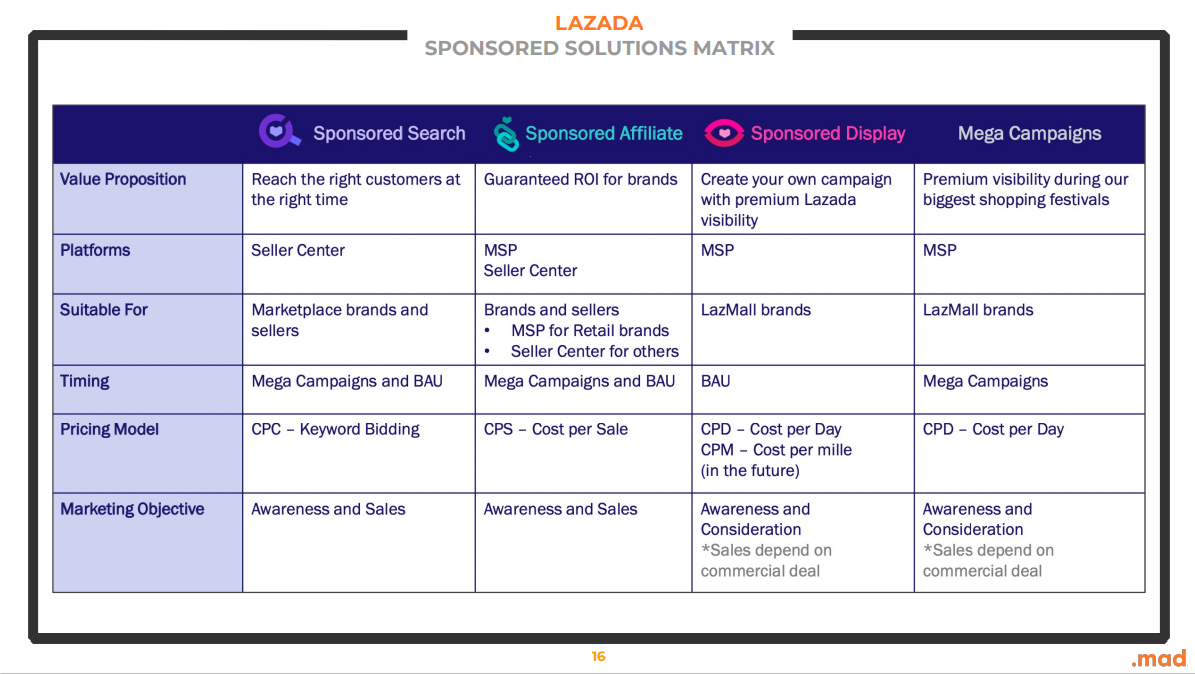 LAZADA
SPONSORED SOLUTIONS MATRIX
Sponsored Search
Sponsored Affiliate
Sponsored Display
Mega Campaigns
Value Proposition
Reach the right customers at
the right time
Guaranteed ROI for brands
Create your own campaign
with premium Lazada
visibility
Premium visibility during our
biggest shopping festivals
Platforms
Seller Center
MSP
Seller Center
MSP
MSP
Suitable For
Marketplace brands and
sellers
Brands and sellers
• MSP for Retail brands
• Seller Center for others
LazMall brands
LazMall brands
Timing
Mega Campaigns and BAU
Mega Campaigns and BAU
BAU
Mega Campaigns
Pricing Model
CPC – Keyword Bidding
CPS – Cost per Sale
CPD – Cost per Day
CPM – Cost per mille
(in the future)
CPD – Cost per Day
Marketing Objective
Awareness and Sales
Awareness and Sales
Awareness and
Consideration
*Sales depend on
commercial deal
Awareness and
Consideration
*Sales depend on
commercial deal
16
.mad